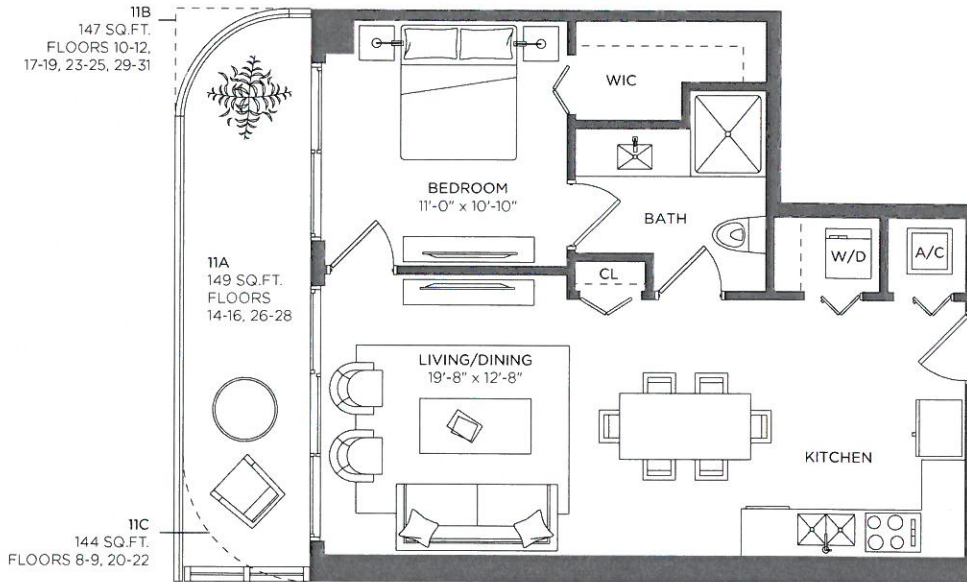 11B
147 SQ.FT.
FLOORS 10-12,
17-19, 23-25, 29-31
WIC
BEDROOM
11'-0" x 10'-10"
BATH
W/D
A/C
CL
11A
149 SQ.FT.
FLOORS
14-16, 26-28
LIVING/DINING
19'-8" x 12'-8"
KITCHEN
11C
144 SQ.FT.
FLOORS 8-9, 20-22